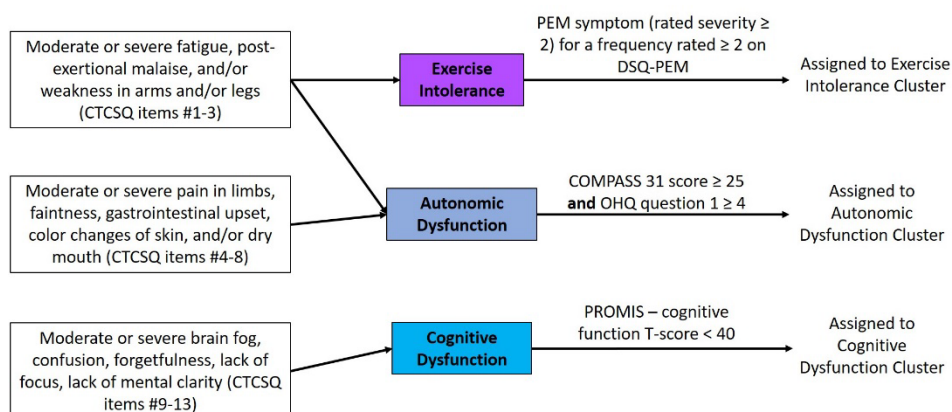 Moderate or severe fatigue, post-
exertional malaise, and/or
weakness in arms and/or legs
(CTCSQ items #1-3)
Exercise
Intolerance
PEM symptom (rated severity ≥
2) for a frequency rated ≥ 2 on
DSQ-PEM
Assigned to Exercise
Intolerance Cluster
Moderate or severe pain in limbs,
faintness, gastrointestinal upset,
color changes of skin, and/or dry
mouth (CTCSQ items #4-8)
Autonomic
Dysfunction
COMPASS 31 score ≥ 25
and OHQ question 1 ≥ 4
Assigned to
Autonomic
Dysfunction Cluster
Moderate or severe brain fog,
confusion, forgetfulness, lack of
focus, lack of mental clarity (CTCSQ
items #9-13)
Cognitive
Dysfunction
PROMIS – cognitive
function T-score < 40
Assigned to
Cognitive
Dysfunction Cluster